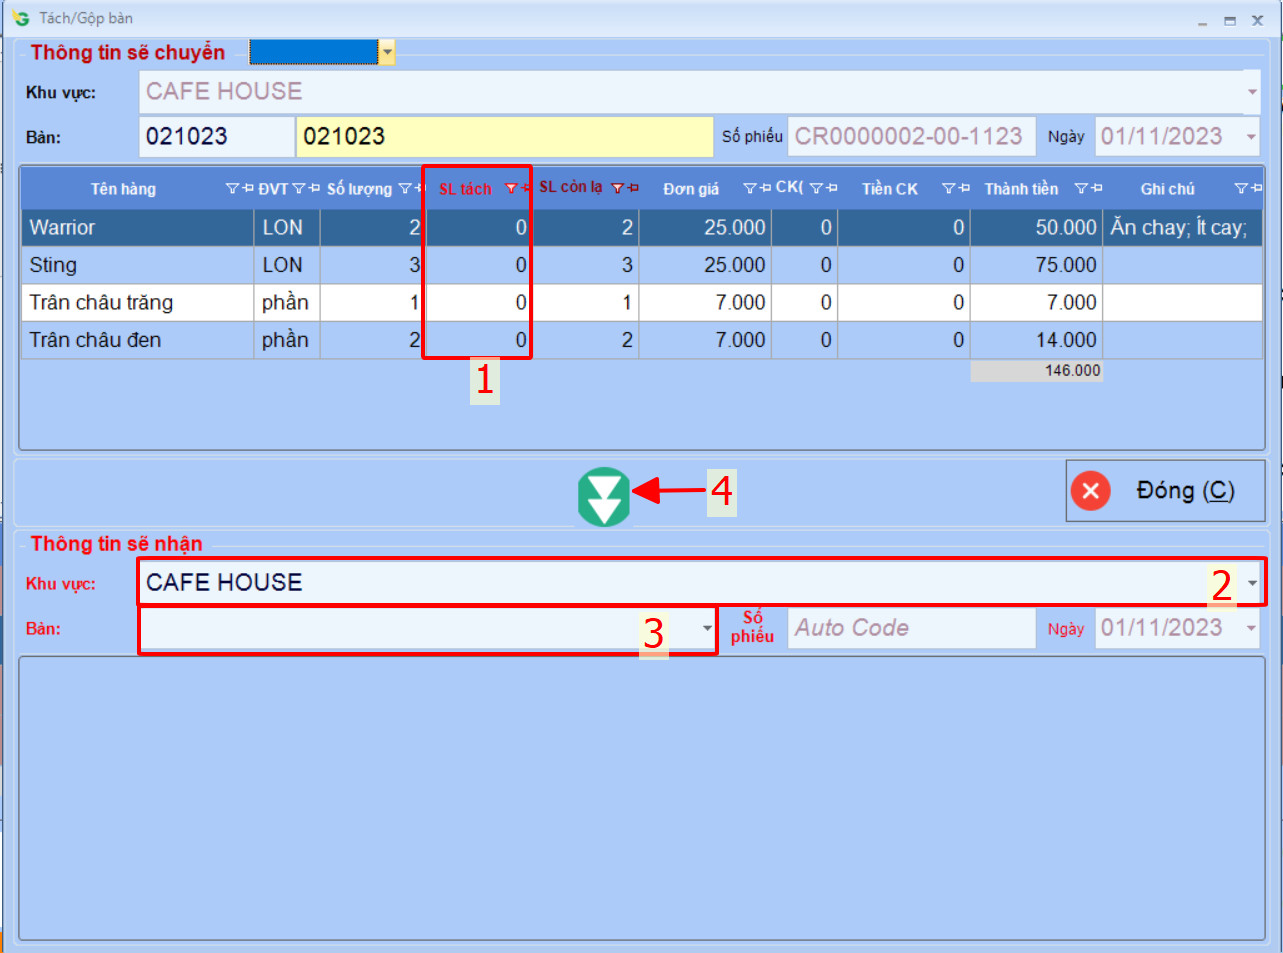 Tách/Gộp bàn
Thông tin sẽ chuyển
Khu vực: CAFE HOUSE
Bàn: 021023 021023 Số phiếu CR0000002-00-1123 Ngày 01/11/2023
Tên hàng ĐVT Số lượng SL tách SL còn lạ Đơn giá CK( Tiền CK Thành tiền Ghi chú
Warrior LON 2 0 2 25.000 0 0 50.000 Ăn chay; Ít cay;
Sting LON 3 0 3 25.000 0 0 75.000
Trân châu trăng phần 1 0 1 7.000 0 0 7.000
Trân châu đen phần 2 0 2 7.000 0 0 14.000
146.000
1
4
Đóng (C)
Thông tin sẽ nhận
Khu vực: CAFE HOUSE 2
Bàn: 3 Số phiếu Auto Code Ngày 01/11/2023